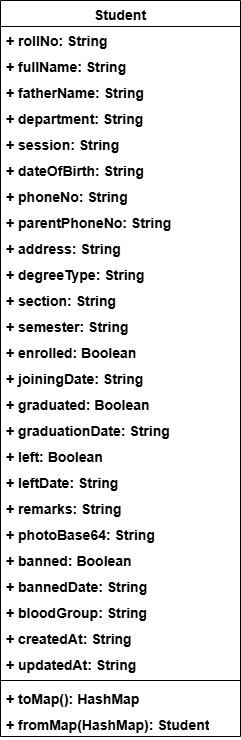 Student
+ rollNo: String
+ fullName: String
+ fatherName: String
+ department: String
+ session: String
+ dateOfBirth: String
+ phoneNo: String
+ parentPhoneNo: String
+ address: String
+ degreeType: String
+ section: String
+ semester: String
+ enrolled: Boolean
+ joiningDate: String
+ graduated: Boolean
+ graduationDate: String
+ left: Boolean
+ leftDate: String
+ remarks: String
+ photoBase64: String
+ banned: Boolean
+ bannedDate: String
+ bloodGroup: String
+ createdAt: String
+ updatedAt: String
+ toMap(): HashMap
+ fromMap(HashMap): Student